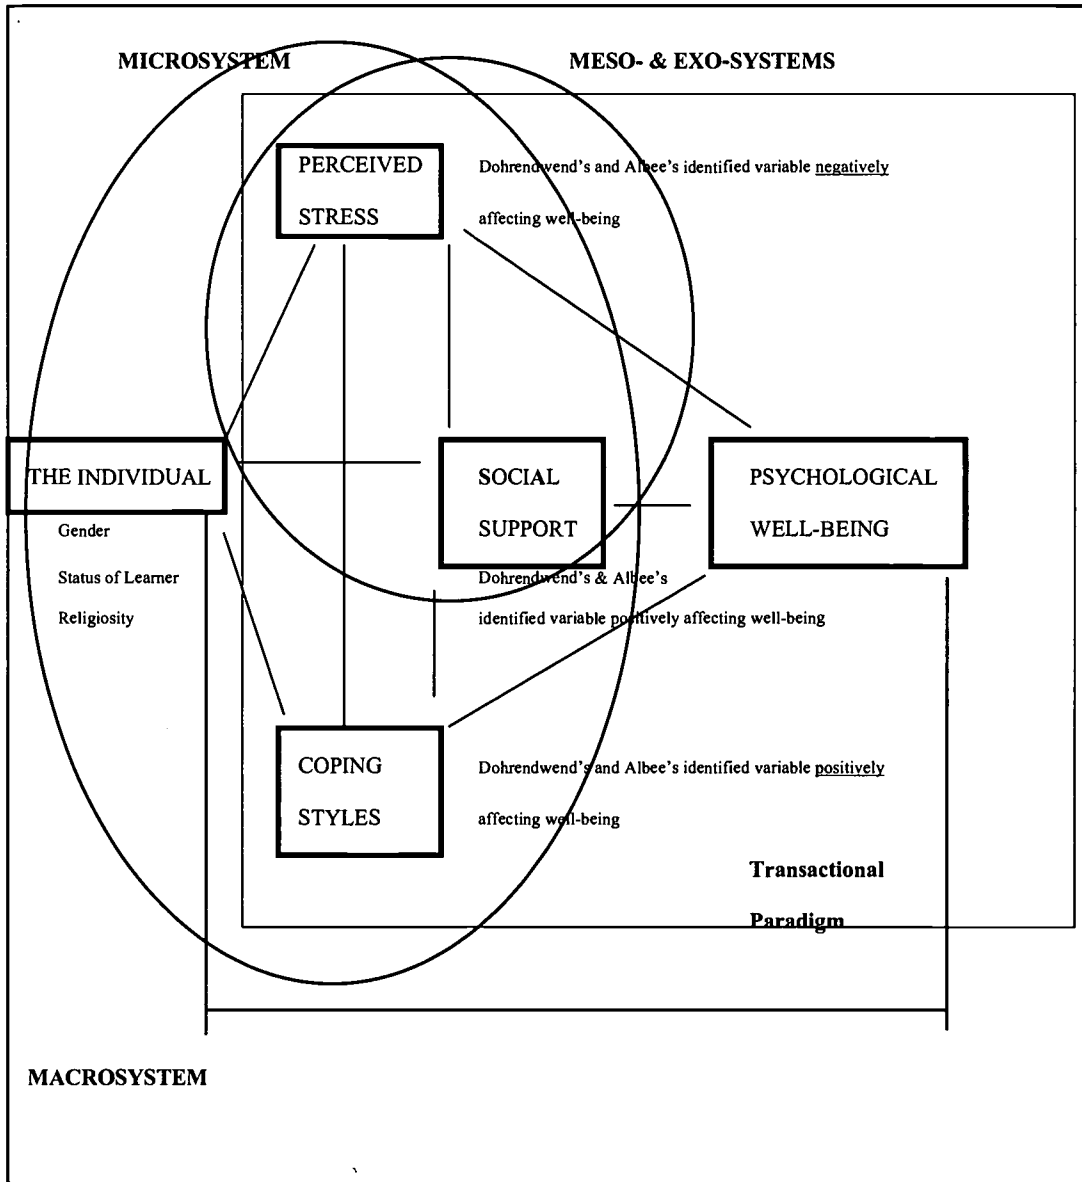 MICROSYSTEM
MESO- & EXO-SYSTEMS
PERCEIVED
STRESS
Dohrendwend's and Albee's identified variable negatively
affecting well-being
THE INDIVIDUAL
Gender
Status of Learner
Religiosity
SOCIAL
SUPPORT
Dohrendwend's & Albee's
identified variable positively affecting well-being
PSYCHOLOGICAL
WELL-BEING
COPING
STYLES
Dohrendwend's and Albee's identified variable positively
affecting well-being
Transactional
Paradigm
MACROSYSTEM